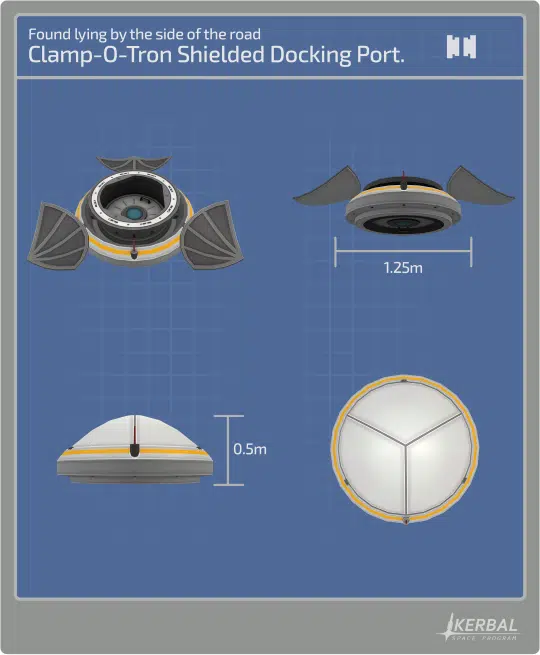 Found lying by the side of the road
Clamp-O-Tron Shielded Docking Port.
1.25m
0.5m
KERBAL
SPACE PROGRAM